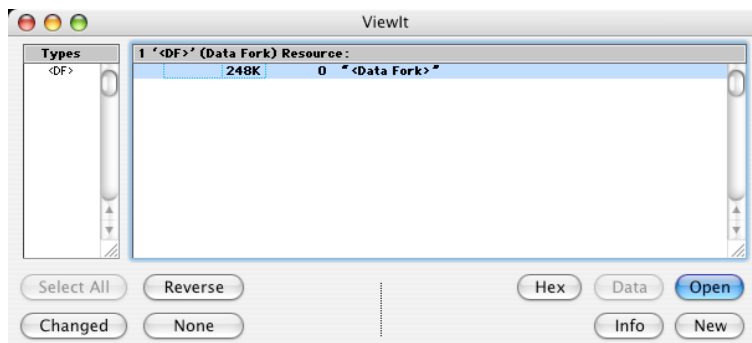 ViewIt
Types
1 '<DF>' (Data Fork) Resource:
<DF>
248K 0 "<Data Fork>"
Select All Reverse Hex Data Open
Changed None Info New